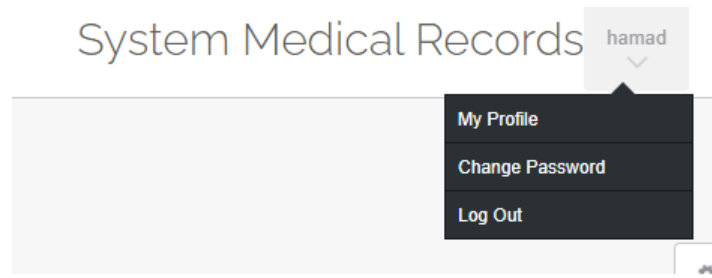 System Medical Records
hamad
My Profile
Change Password
Log Out